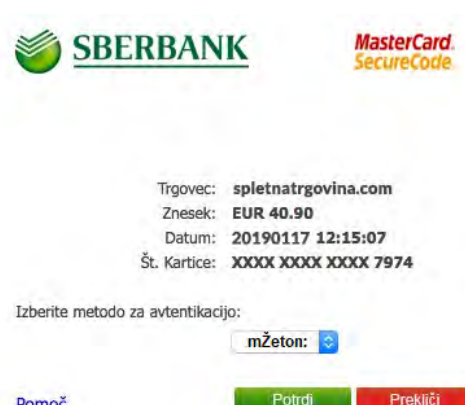 SBERBANK
MasterCard.
SecureCode.
Trgovec: spletnatrgovina.com
Znesek: EUR 40.90
Datum: 20190117 12:15:07
Št. Kartice: XXXX XXXX XXXX 7974
Izberite metodo za avtentikacijo:
mŽeton:
Pomoč Potrdi Prekliči